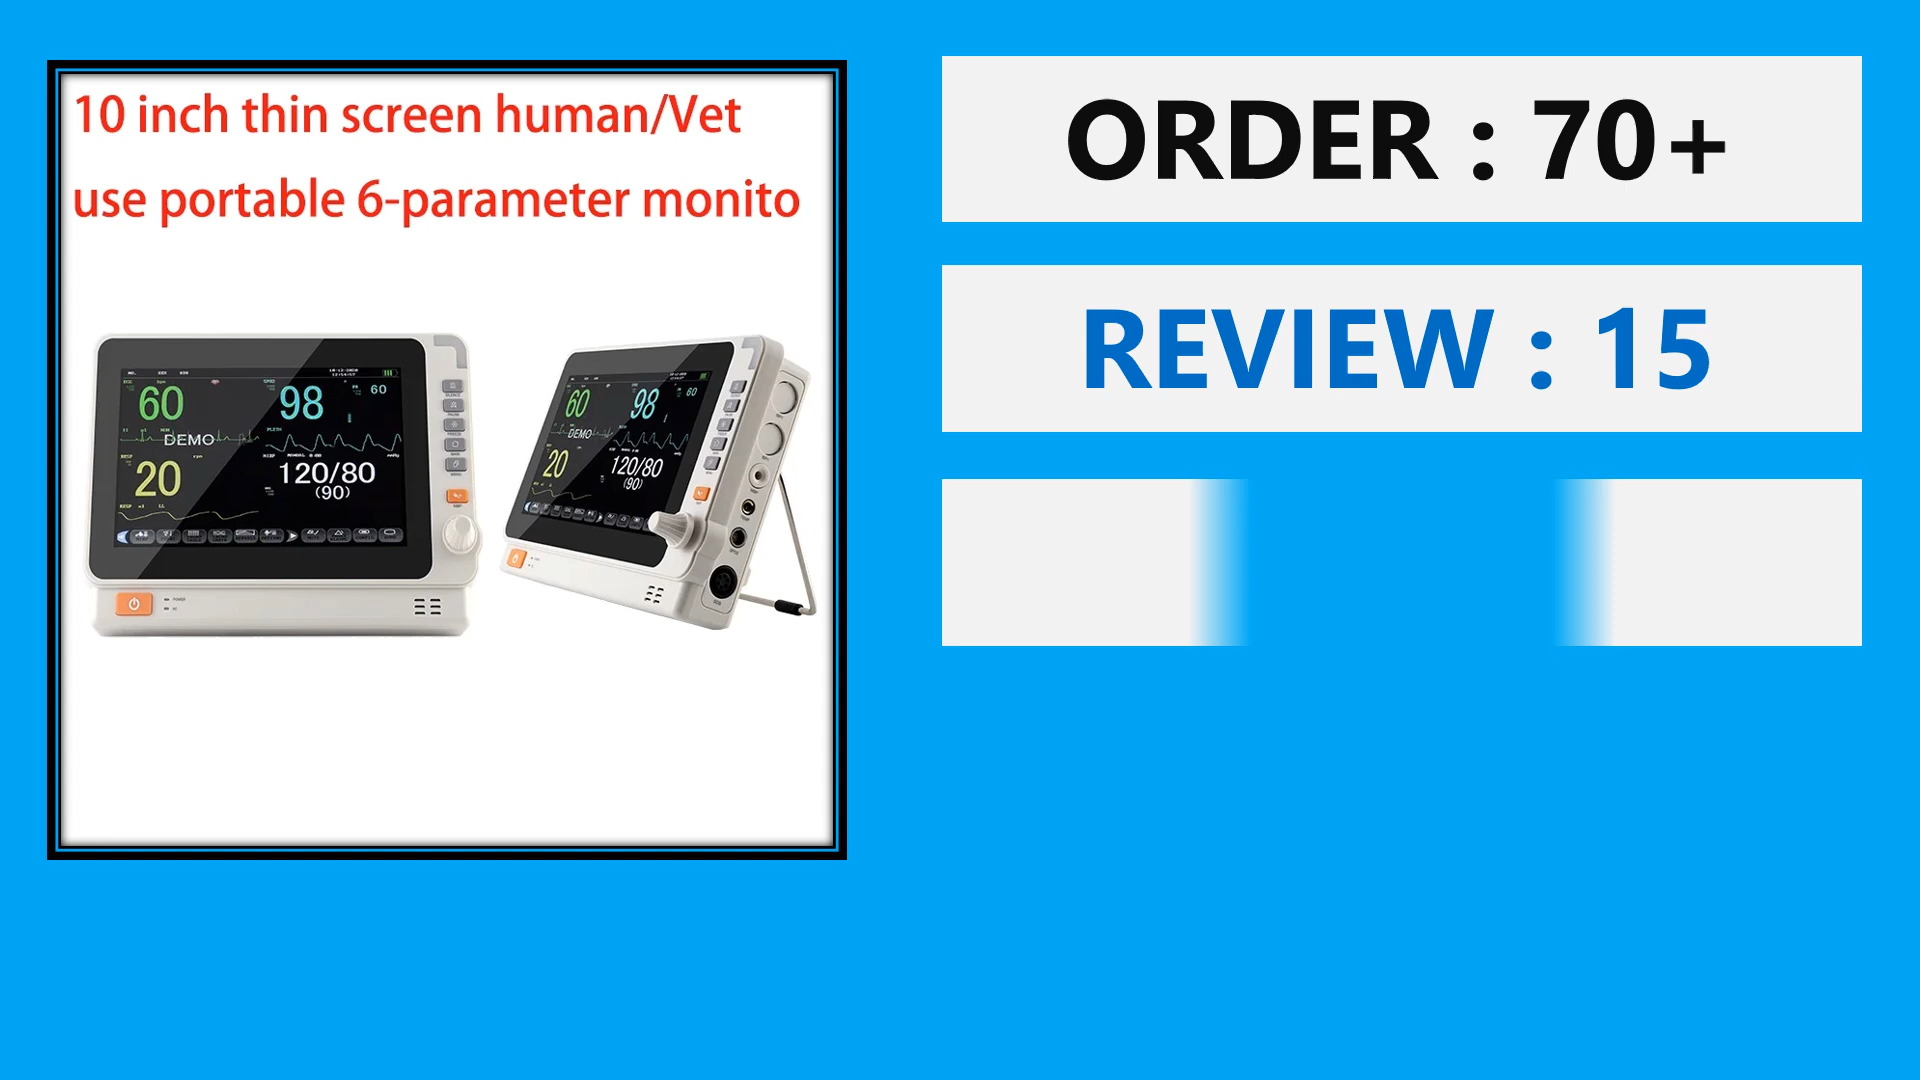 10 inch thin screen human/Vet
use portable 6-parameter monito
ORDER : 70+
REVIEW : 15
60
98
60
DEMO
20
120/80
(90)
60
98
60
DEMO
20
120/80
(90)